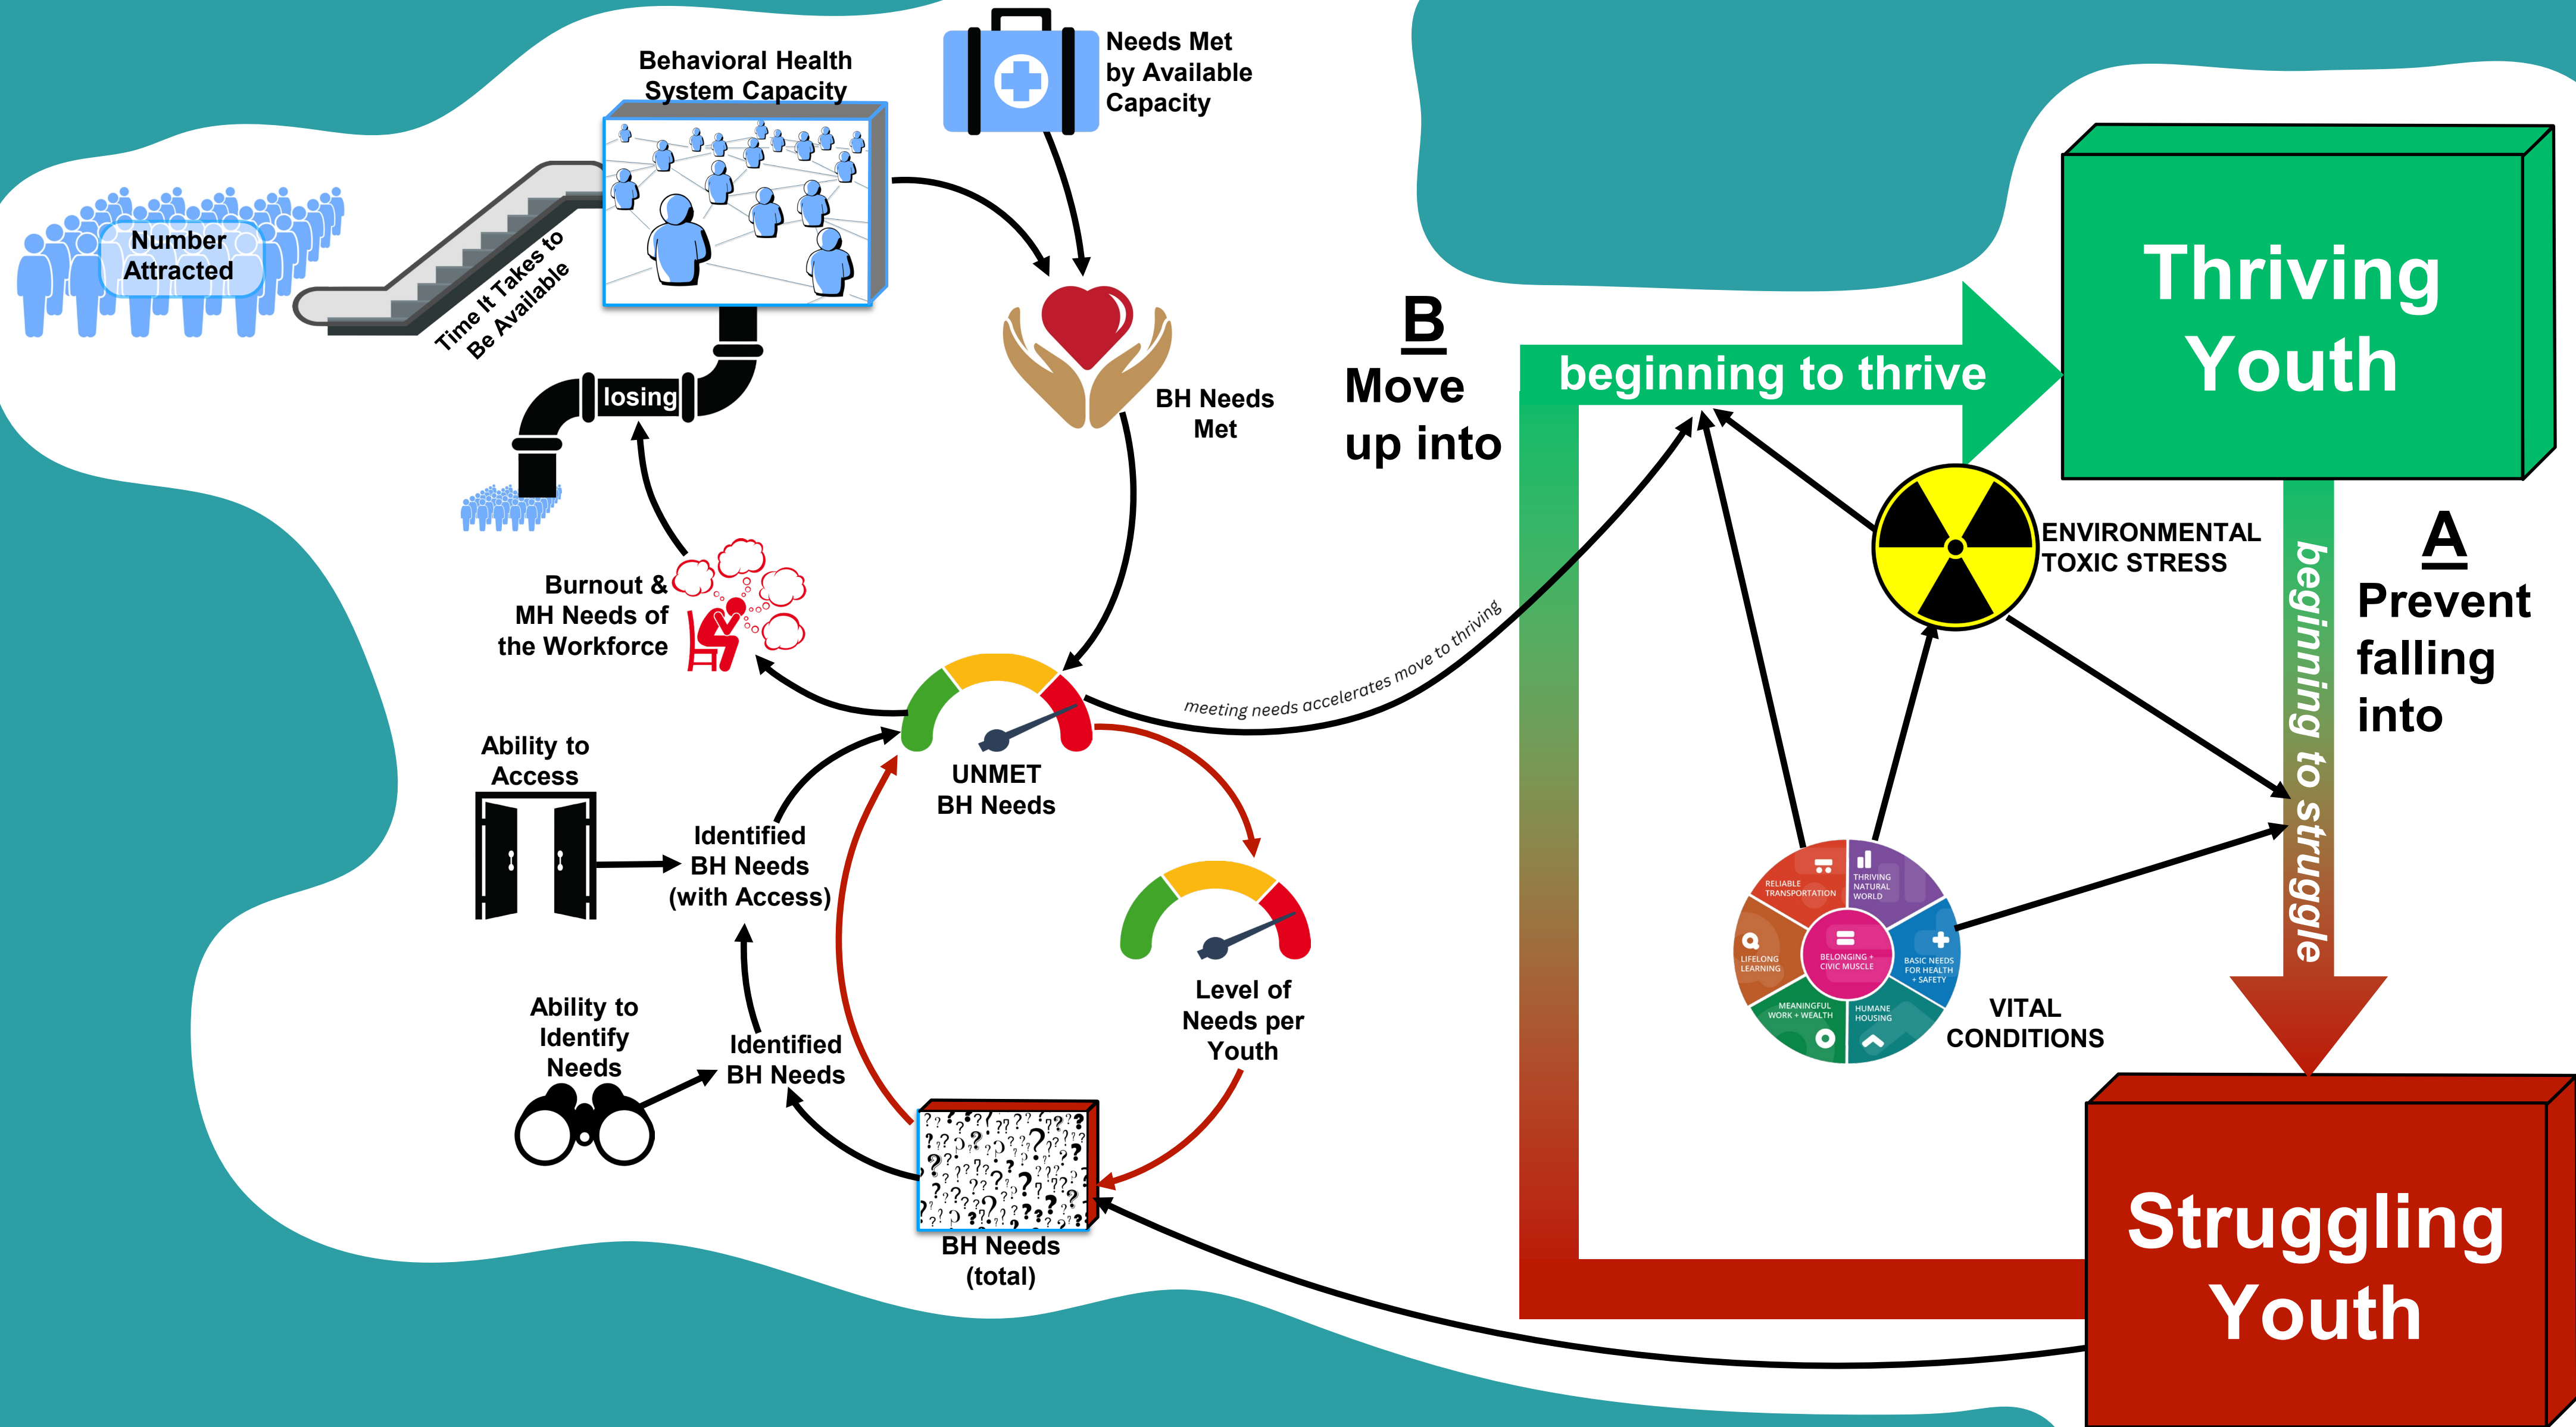 Behavioral Health
System Capacity
Needs Met
by Available
Capacity
Number
Attracted
Time It Takes to
Be Available
losing
BH Needs
Met
B
Move
up into
beginning to thrive
Thriving
Youth
ENVIRONMENTAL
TOXIC STRESS
A
Prevent
falling
into
beginning to struggle
Burnout &
MH Needs of
the Workforce
meeting needs accelerates move to thriving
UNMET
BH Needs
Ability to
Access
Identified
BH Needs
(with Access)
RELIABLE
TRANSPORTATION
THRIVING
NATURAL
WORLD
LIFELONG
LEARNING
BELONGING +
CIVIC MUSCLE
BASIC NEEDS
FOR HEALTH
+ SAFETY
MEANINGFUL
WORK + WEALTH
HUMANE
HOUSING
VITAL
CONDITIONS
Level of
Needs per
Youth
Ability to
Identify
Needs
Identified
BH Needs
BH Needs
(total)
Struggling
Youth